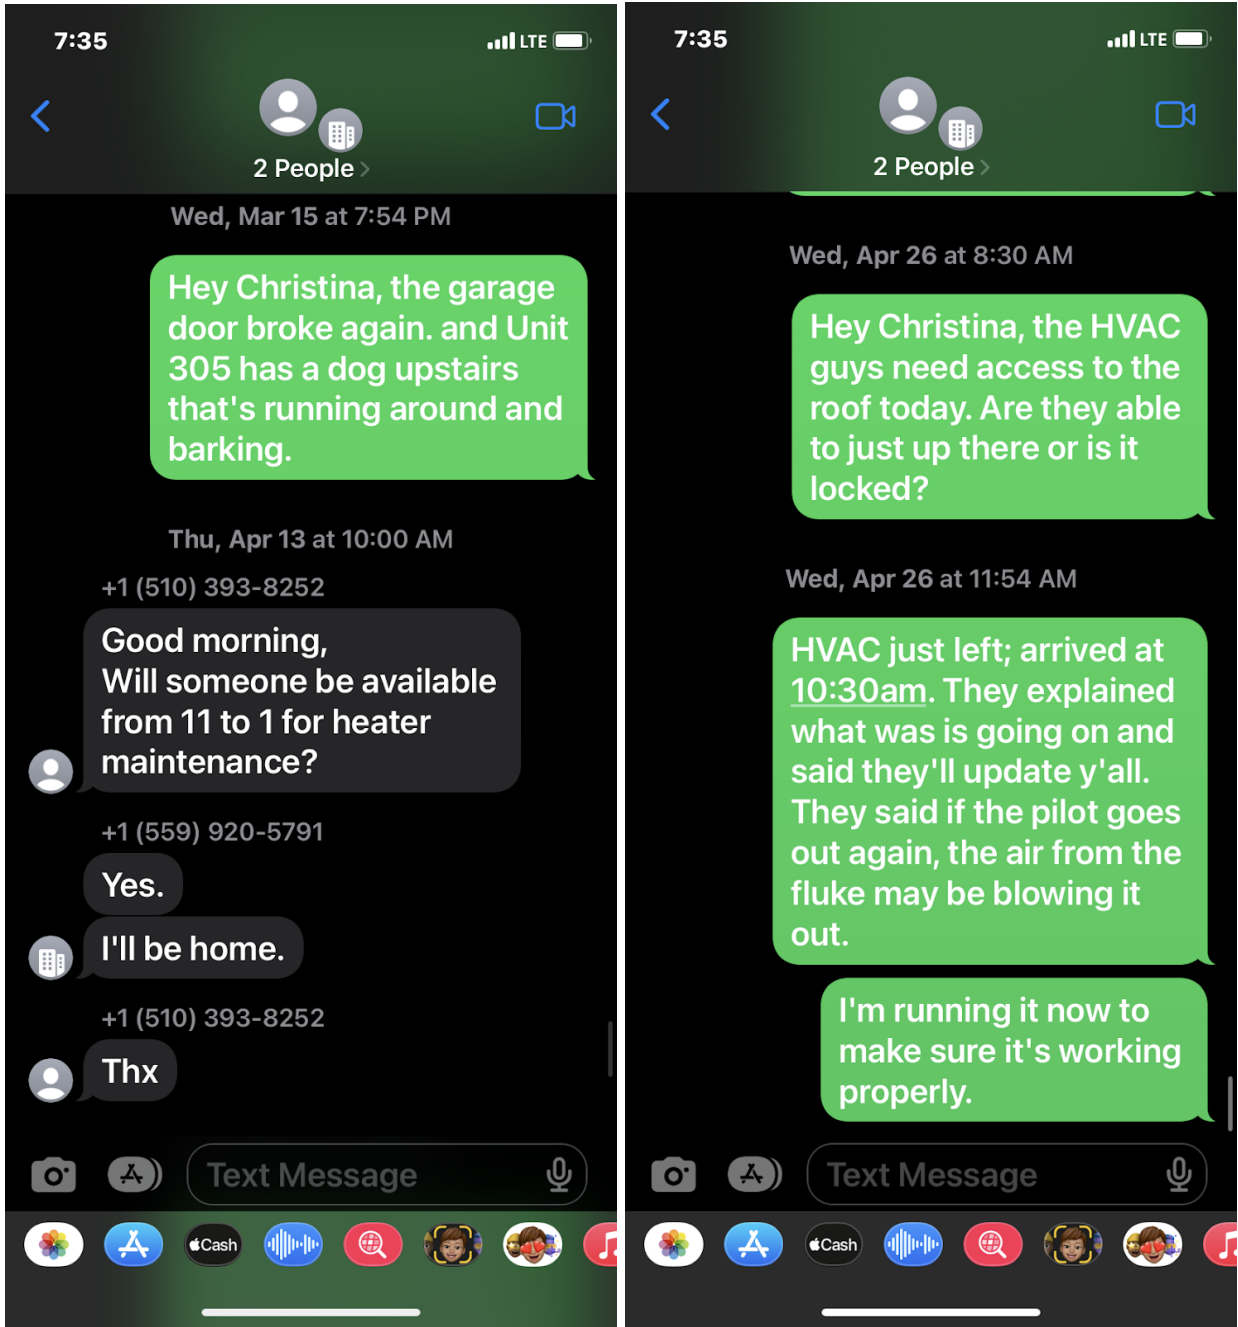 7:35
LTE
2 People
Wed, Mar 15 at 7:54 PM
Hey Christina, the garage
door broke again. and Unit
305 has a dog upstairs
that's running around and
barking.
Thu, Apr 13 at 10:00 AM
+1 (510) 393-8252
Good morning,
Will someone be available
from 11 to 1 for heater
maintenance?
+1 (559) 920-5791
Yes.
I'll be home.
+1 (510) 393-8252
Thx
Text Message
Cash
7:35
LTE
2 People
Wed, Apr 26 at 8:30 AM
Hey Christina, the HVAC
guys need access to the
roof today. Are they able
to just up there or is it
locked?
Wed, Apr 26 at 11:54 AM
HVAC just left; arrived at
10:30am. They explained
what was is going on and
said they'll update y'all.
They said if the pilot goes
out again, the air from the
fluke may be blowing it
out.
I'm running it now to
make sure it's working
properly.
Text Message
Cash